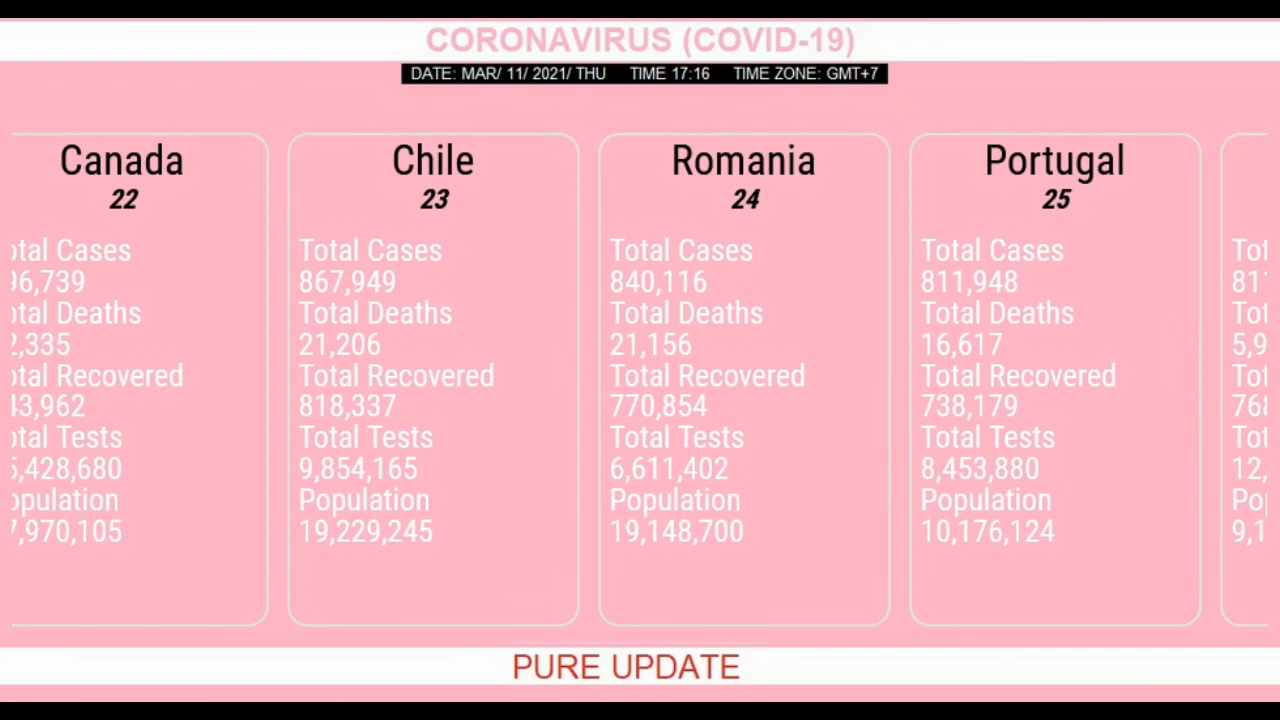 CORONAVIRUS (COVID-19)
DATE: MAR/ 11/ 2021/ THU TIME 17:16 TIME ZONE: GMT+7
Canada
22
Cases
Deaths
Recovered
Tests
Chile
23
Total Cases
867,949
Total Deaths
21,206
Total Recovered
818,337
Total Tests
9,854,165
Population
19,229,245
Romania
24
Total Cases
840,116
Total Deaths
21,156
Total Recovered
770,854
Total Tests
6,611,402
Population
19,148,700
Portugal
25
Total Cases
811,948
Total Deaths
16,617
Total Recovered
738,179
Total Tests
8,453,880
Population
10,176,124
PURE UPDATE